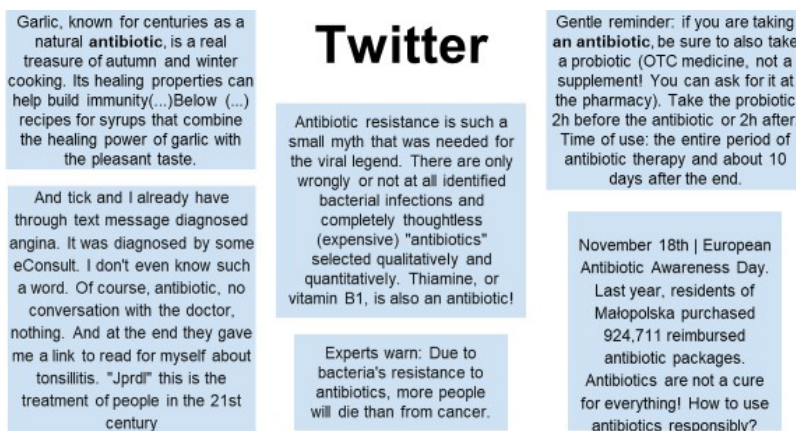 Garlic, known for centuries as a
natural antibiotic, is a real
treasure of autumn and winter
cooking. Its healing properties can
help build immunity(...)Below (...)
recipes for syrups that combine
the healing power of garlic with
the pleasant taste.
And tick and I already have
through text message diagnosed
angina. It was diagnosed by some
eConsult. I don't even know such
a word. Of course, antibiotic, no
conversation with the doctor,
nothing. And at the end they gave
me a link to read for myself about
tonsillitis. "Jprdl" this is the
treatment of people in the 21st
century
Twitter
Antibiotic resistance is such a
small myth that was needed for
the viral legend. There are only
wrongly or not at all identified
bacterial infections and
completely thoughtless
(expensive) "antibiotics"
selected qualitatively and
quantitatively. Thiamine, or
vitamin B1, is also an antibiotic!
Experts warn: Due to
bacteria's resistance to
antibiotics, more people
will die than from cancer.
Gentle reminder: if you are taking
an antibiotic, be sure to also take
a probiotic (OTC medicine, not a
supplement! You can ask for it at
the pharmacy). Take the probiotic
2h before the antibiotic or 2h after.
Time of use: the entire period of
antibiotic therapy and about 10
days after the end.
November 18th | European
Antibiotic Awareness Day.
Last year, residents of
Małopolska purchased
924,711 reimbursed
antibiotic packages.
Antibiotics are not a cure
for everything! How to use
antibiotics responsibly?